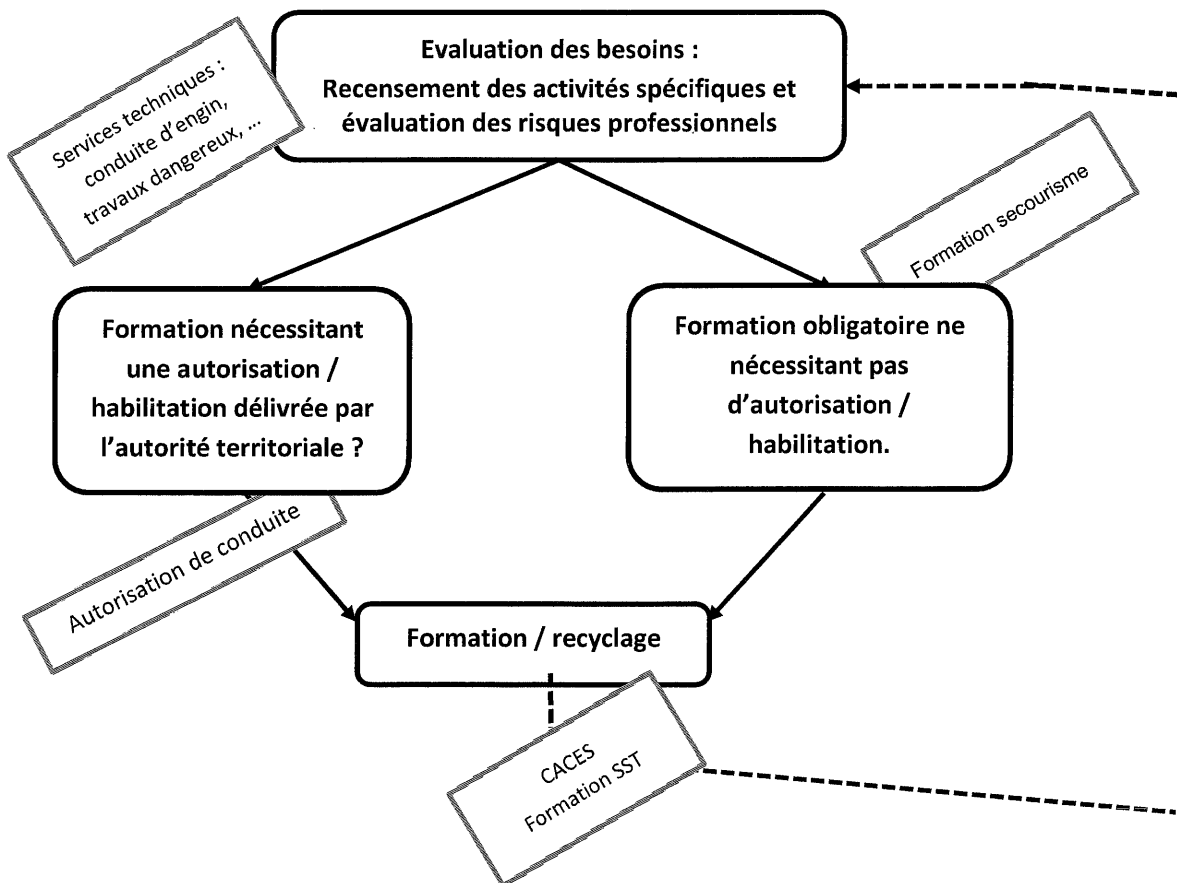 Evaluation des besoins :
Recensement des activités spécifiques et
évaluation des risques professionnels
Services techniques :
conduite d'engin,
travaux dangereux, ...
Formation secourisme
Formation nécessitant
une autorisation /
habilitation délivrée par
l'autorité territoriale ?
Formation obligatoire ne
nécessitant pas
d'autorisation /
habilitation.
Autorisation de conduite
Formation / recyclage
CACES
Formation SST